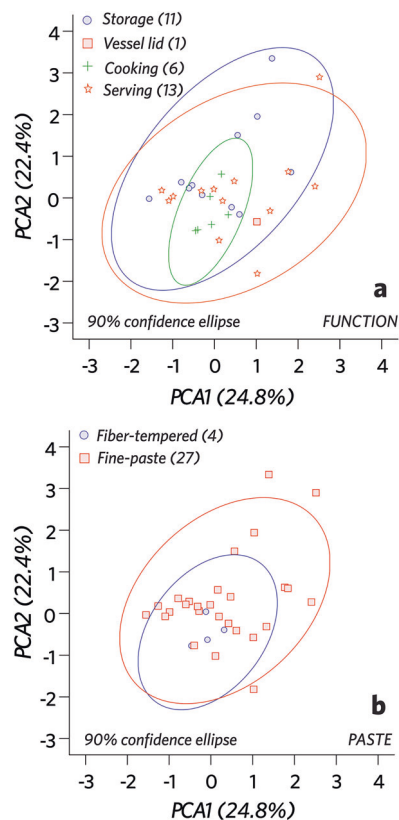 Storage (11)
Vessel lid (1)
Cooking (6)
Serving (13)
4
3
2
1
0
-1
-2
-3
PCA2 (22.4%)
a
90% confidence ellipse FUNCTION
-3 -2 -1 0 1 2 3 4
PCA1 (24.8%)
Fiber-tempered (4)
Fine-paste (27)
4
3
2
1
0
-1
-2
-3
PCA2 (22.4%)
b
90% confidence ellipse PASTE
-3 -2 -1 0 1 2 3 4
PCA1 (24.8%)